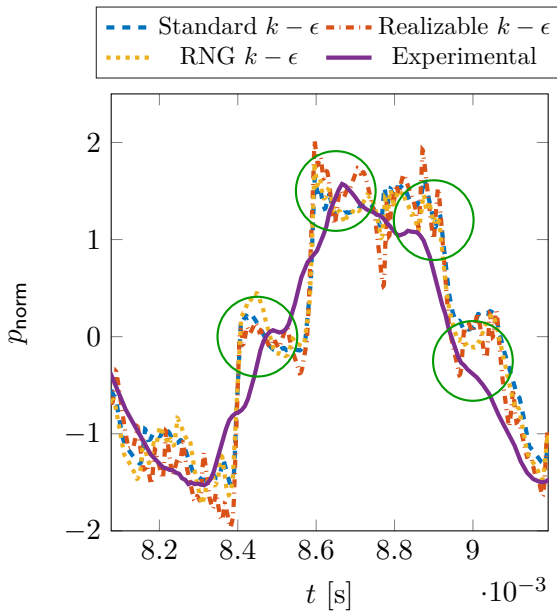 Standard k − ϵ Realizable k − ϵ
RNG k − ϵ Experimental
2
1
0
−1
−2
p_norm
8.2 8.4 8.6 8.8 9
t [s] ·10⁻³